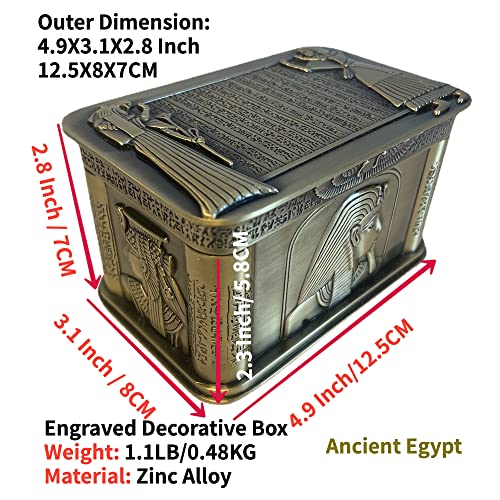 Outer Dimension:
4.9X3.1X2.8 Inch
12.5X8X7CM
2.8 Inch / 7CM
2.3 Inch/ 5.8CM
3.1 Inch / 8CM
4.9 Inch/12.5CM
Engraved Decorative Box
Weight: 1.1LB/0.48KG
Material: Zinc Alloy
Ancient Egypt